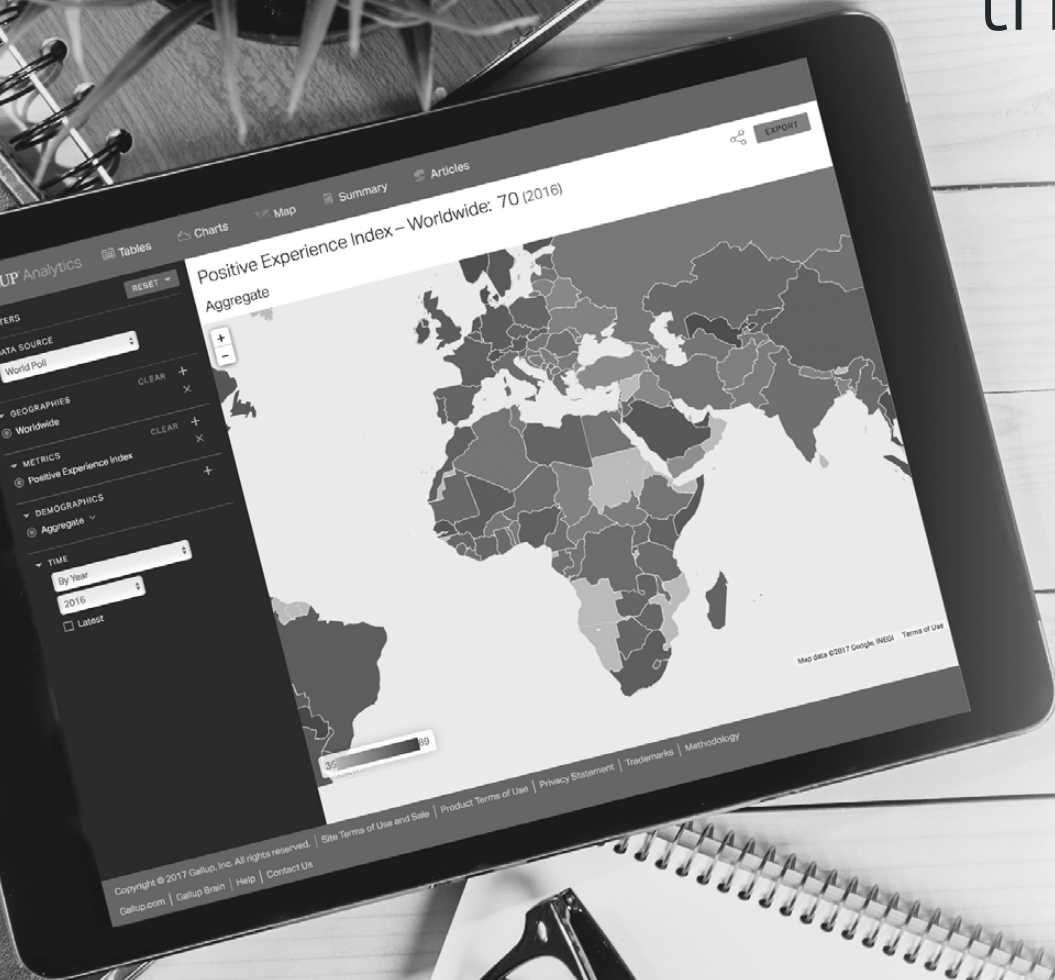 Tables
Charts
Map
Summary
Articles
EXPORT
UP Analytics
RESET
Positive Experience Index – Worldwide: 70 (2016)
Aggregate
+
−
TERS
ATA SOURCE
World Poll
CLEAR +
GEOGRAPHIES
Worldwide
CLEAR +
METRICS
Positive Experience Index
+
DEMOGRAPHICS
Aggregate
TIME
By Year
2016
Latest
35 89
Map data ©2017 Google, INEGI Terms of Use
Copyright © 2017 Gallup, Inc. All rights reserved. | Site Terms of Use and Sale | Product Terms of Use | Privacy Statement | Trademarks | Methodology
Gallup.com | Gallup Brain | Help | Contact Us